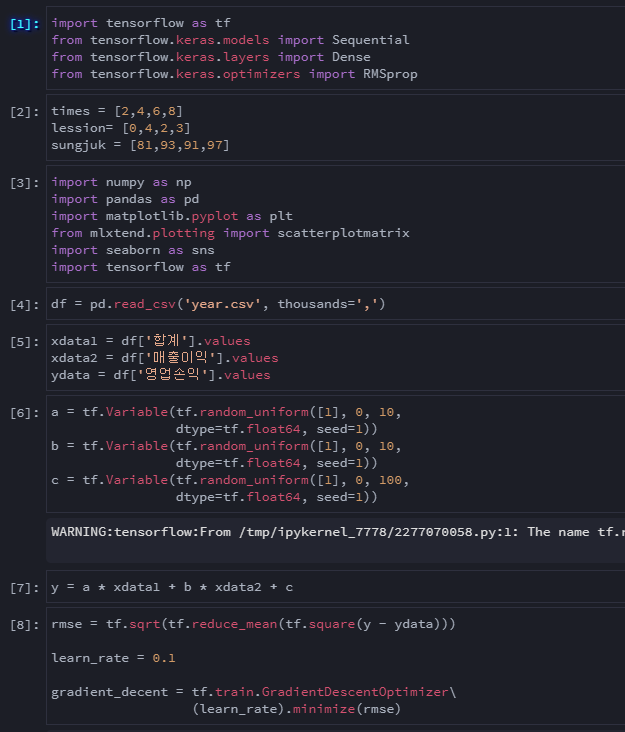 [1]: import tensorflow as tf
from tensorflow.keras.models import Sequential
from tensorflow.keras.layers import Dense
from tensorflow.keras.optimizers import RMSprop
[2]: times = [2,4,6,8]
lession= [0,4,2,3]
sungjuk = [81,93,91,97]
[3]: import numpy as np
import pandas as pd
import matplotlib.pyplot as plt
from mlxtend.plotting import scatterplotmatrix
import seaborn as sns
import tensorflow as tf
[4]: df = pd.read_csv('year.csv', thousands=',')
[5]: xdata1 = df['합계'].values
xdata2 = df['매출이익'].values
ydata = df['영업손익'].values
[6]: a = tf.Variable(tf.random_uniform([1], 0, 10,
dtype=tf.float64, seed=1))
b = tf.Variable(tf.random_uniform([1], 0, 10,
dtype=tf.float64, seed=1))
c = tf.Variable(tf.random_uniform([1], 0, 100,
dtype=tf.float64, seed=1))
WARNING:tensorflow:From /tmp/ipykernel_7778/2277070058.py:1: The name
[7]: y = a * xdata1 + b * xdata2 + c
[8]: rmse = tf.sqrt(tf.reduce_mean(tf.square(y - ydata)))
learn_rate = 0.1
gradient_decent = tf.train.GradientDescentOptimizer\
(learn_rate).minimize(rmse)